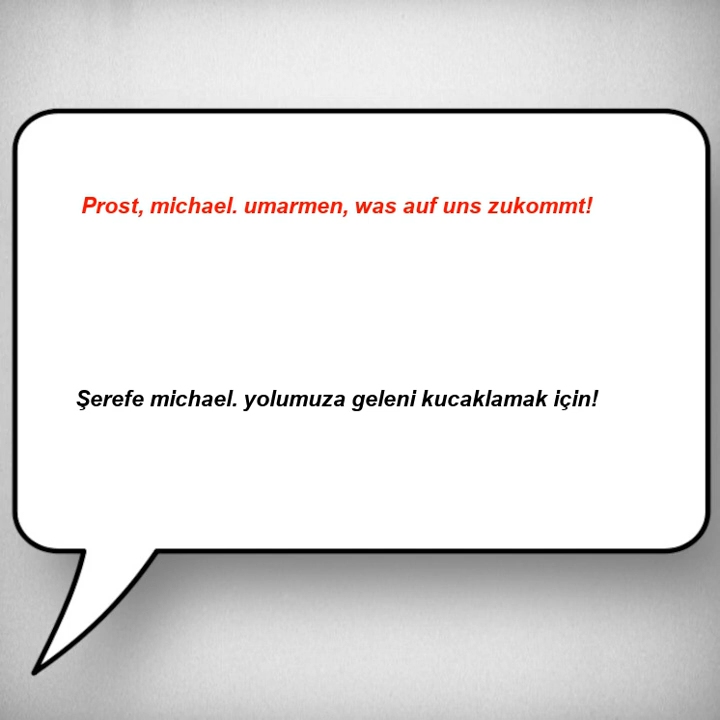 Prost, michael. umarmen, was auf uns zukommt!
Şerefe michael. yolumuza geleni kucaklamak için!